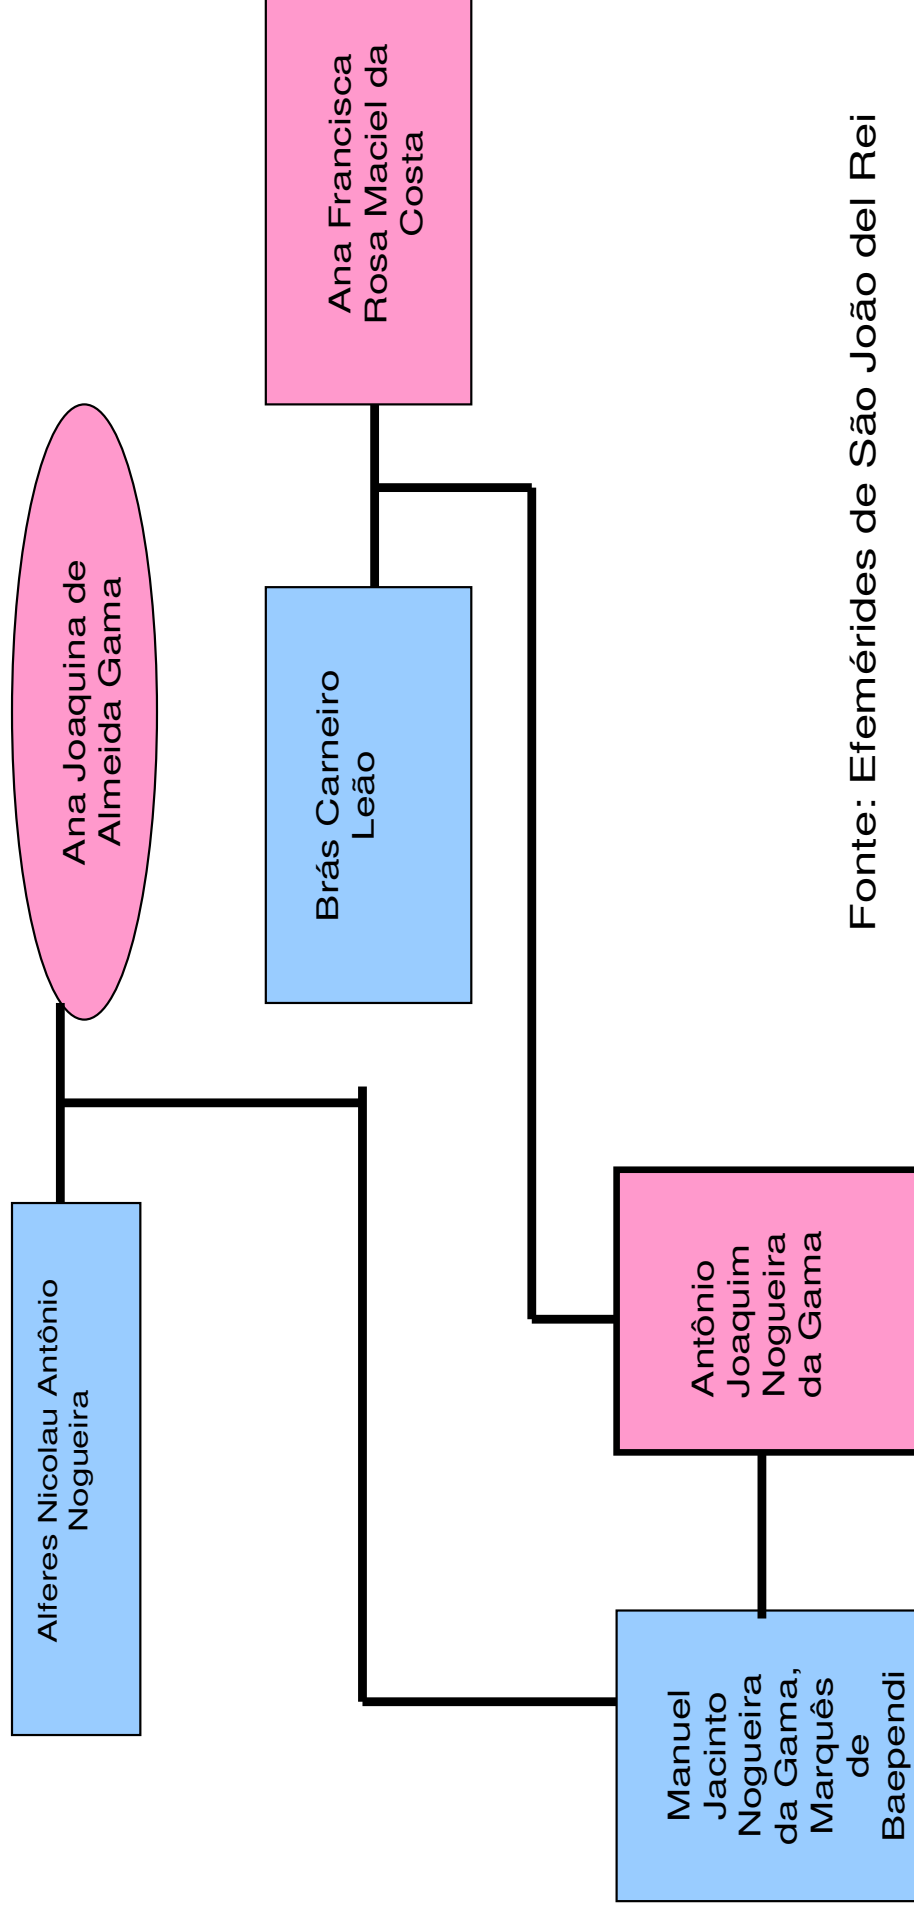 Alferes Nicolau Antônio
Nogueira
Ana Joaquina de
Almeida Gama
Brás Carneiro
Leão
Ana Francisca
Rosa Maciel da
Costa
Manuel
Jacinto
Nogueira
da Gama,
Marquês
de
Baependi
Antônio
Joaquim
Nogueira
da Gama
Fonte: Efemérides de São João del Rei